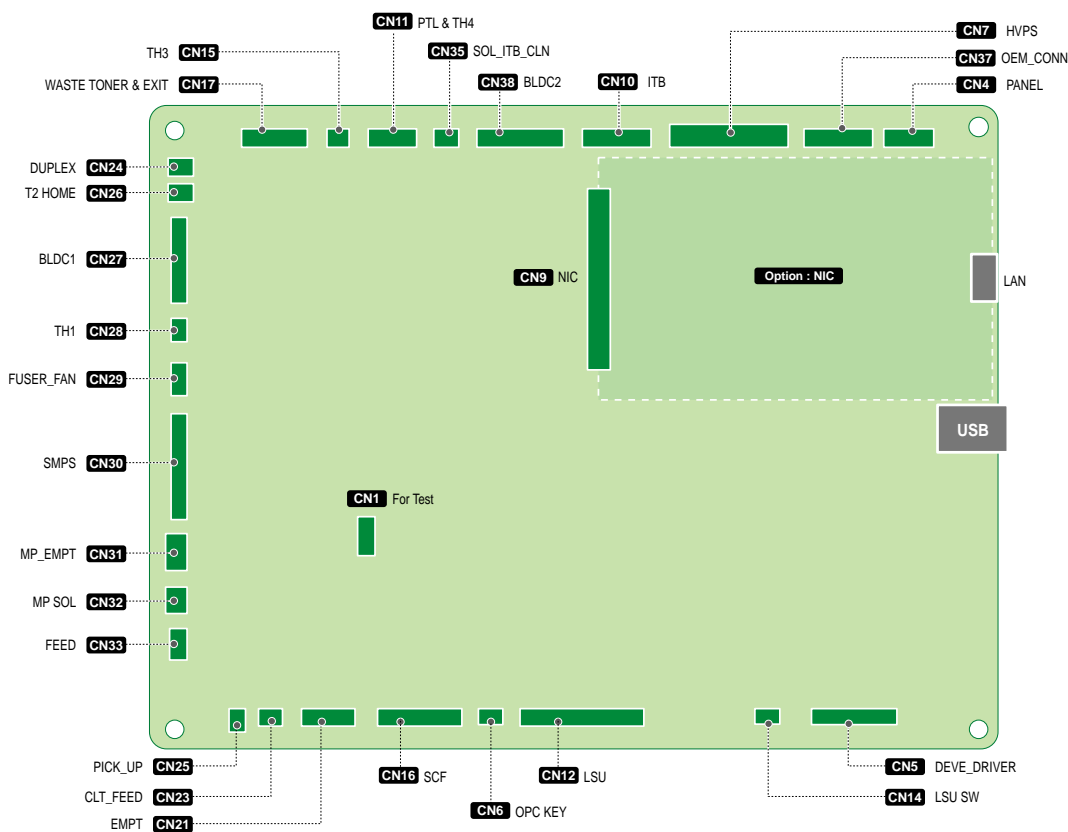 CN11 PTL & TH4
CN7 HVPS
TH3 CN15
CN35 SOL_ITB_CLN
CN37 OEM_CONN
WASTE TONER & EXIT CN17
CN38 BLDC2
CN10 ITB
CN4 PANEL
DUPLEX CN24
T2 HOME CN26
BLDC1 CN27
CN9 NIC
Option : NIC
LAN
TH1 CN28
FUSER_FAN CN29
USB
SMPS CN30
CN1 For Test
MP_EMPT CN31
MP SOL CN32
FEED CN33
PICK_UP CN25
CN16 SCF
CN12 LSU
CN5 DEVE_DRIVER
CLT_FEED CN23
CN6 OPC KEY
CN14 LSU SW
EMPT CN21